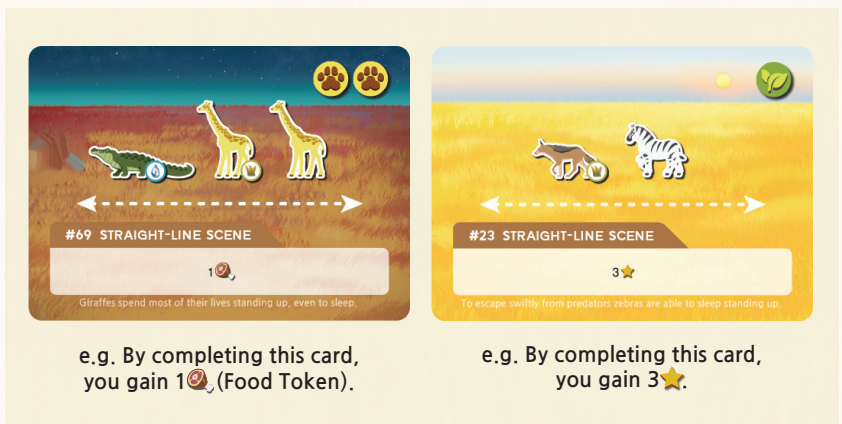 #69 STRAIGHT-LINE SCENE
1
Giraffes spend most of their lives standing up, even to sleep.
e.g. By completing this card,
you gain 1 (Food Token).
#23 STRAIGHT-LINE SCENE
3
To escape swiftly from predators zebras are able to sleep standing up.
e.g. By completing this card,
you gain 3.